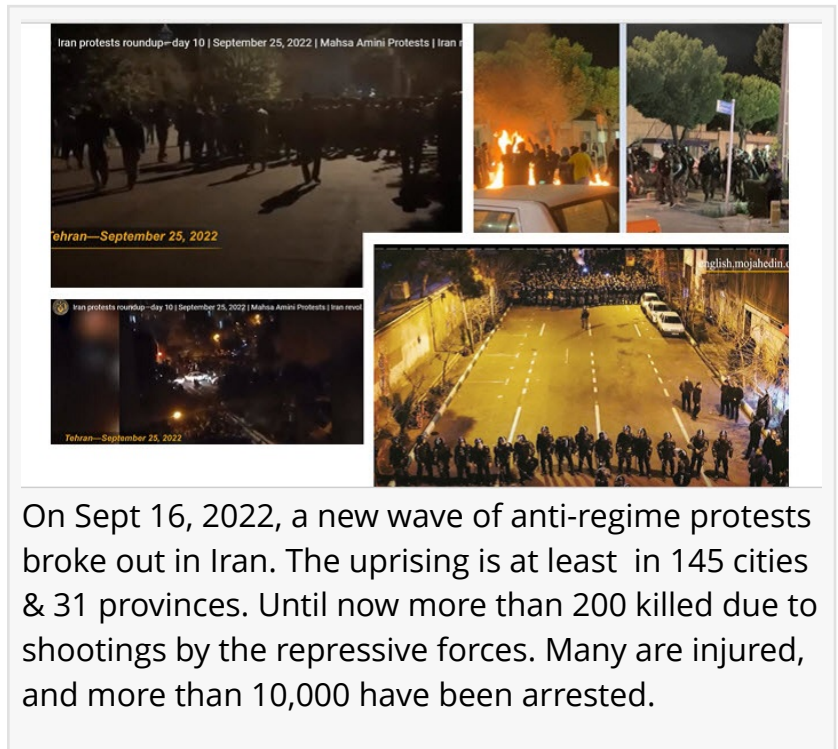 Iran protests roundup—day 10 | September 25, 2022 | Mahsa Amini Protests | Iran r
Tehran—September 25, 2022
Iran protests roundup—day 10 | September 25, 2022 | Mahsa Amini Protests | Iran revol
Tehran—September 25, 2022
nglish.mojahedin.o
On Sept 16, 2022, a new wave of anti-regime protests
broke out in Iran. The uprising is at least  in 145 cities
& 31 provinces. Until now more than 200 killed due to
shootings by the repressive forces. Many are injured,
and more than 10,000 have been arrested.